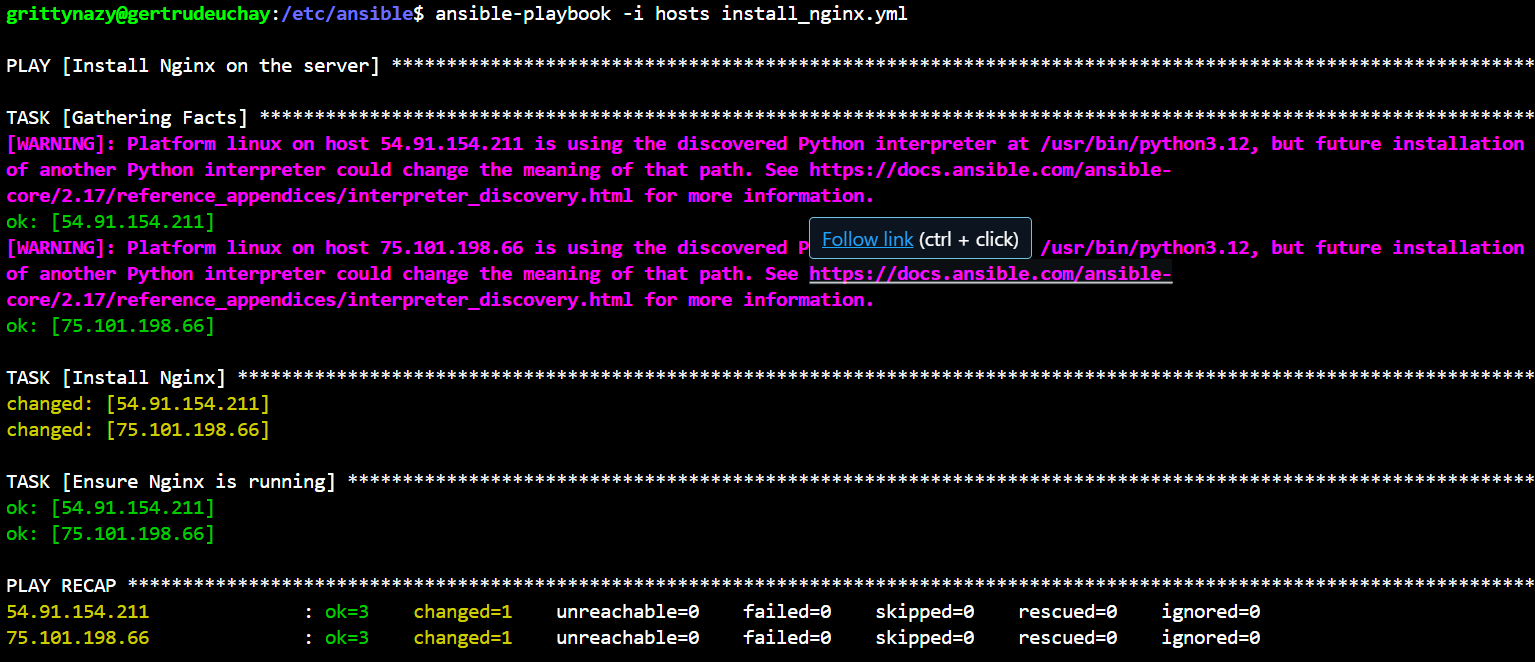 grittynazy@gertrudeuchay:/etc/ansible$ ansible-playbook -i hosts install_nginx.yml
PLAY [Install Nginx on the server] ********************************************************************************************************
TASK [Gathering Facts] ********************************************************************************************************************
[WARNING]: Platform linux on host 54.91.154.211 is using the discovered Python interpreter at /usr/bin/python3.12, but future installation
of another Python interpreter could change the meaning of that path. See https://docs.ansible.com/ansible-
core/2.17/reference_appendices/interpreter_discovery.html for more information.
ok: [54.91.154.211]
[WARNING]: Platform linux on host 75.101.198.66 is using the discovered P /usr/bin/python3.12, but future installation
Follow link (ctrl + click)
of another Python interpreter could change the meaning of that path. See https://docs.ansible.com/ansible-
core/2.17/reference_appendices/interpreter_discovery.html for more information.
ok: [75.101.198.66]
TASK [Install Nginx] **********************************************************************************************************************
changed: [54.91.154.211]
changed: [75.101.198.66]
TASK [Ensure Nginx is running] ************************************************************************************************************
ok: [54.91.154.211]
ok: [75.101.198.66]
PLAY RECAP ********************************************************************************************************************************
54.91.154.211 : ok=3 changed=1 unreachable=0 failed=0 skipped=0 rescued=0 ignored=0
75.101.198.66 : ok=3 changed=1 unreachable=0 failed=0 skipped=0 rescued=0 ignored=0